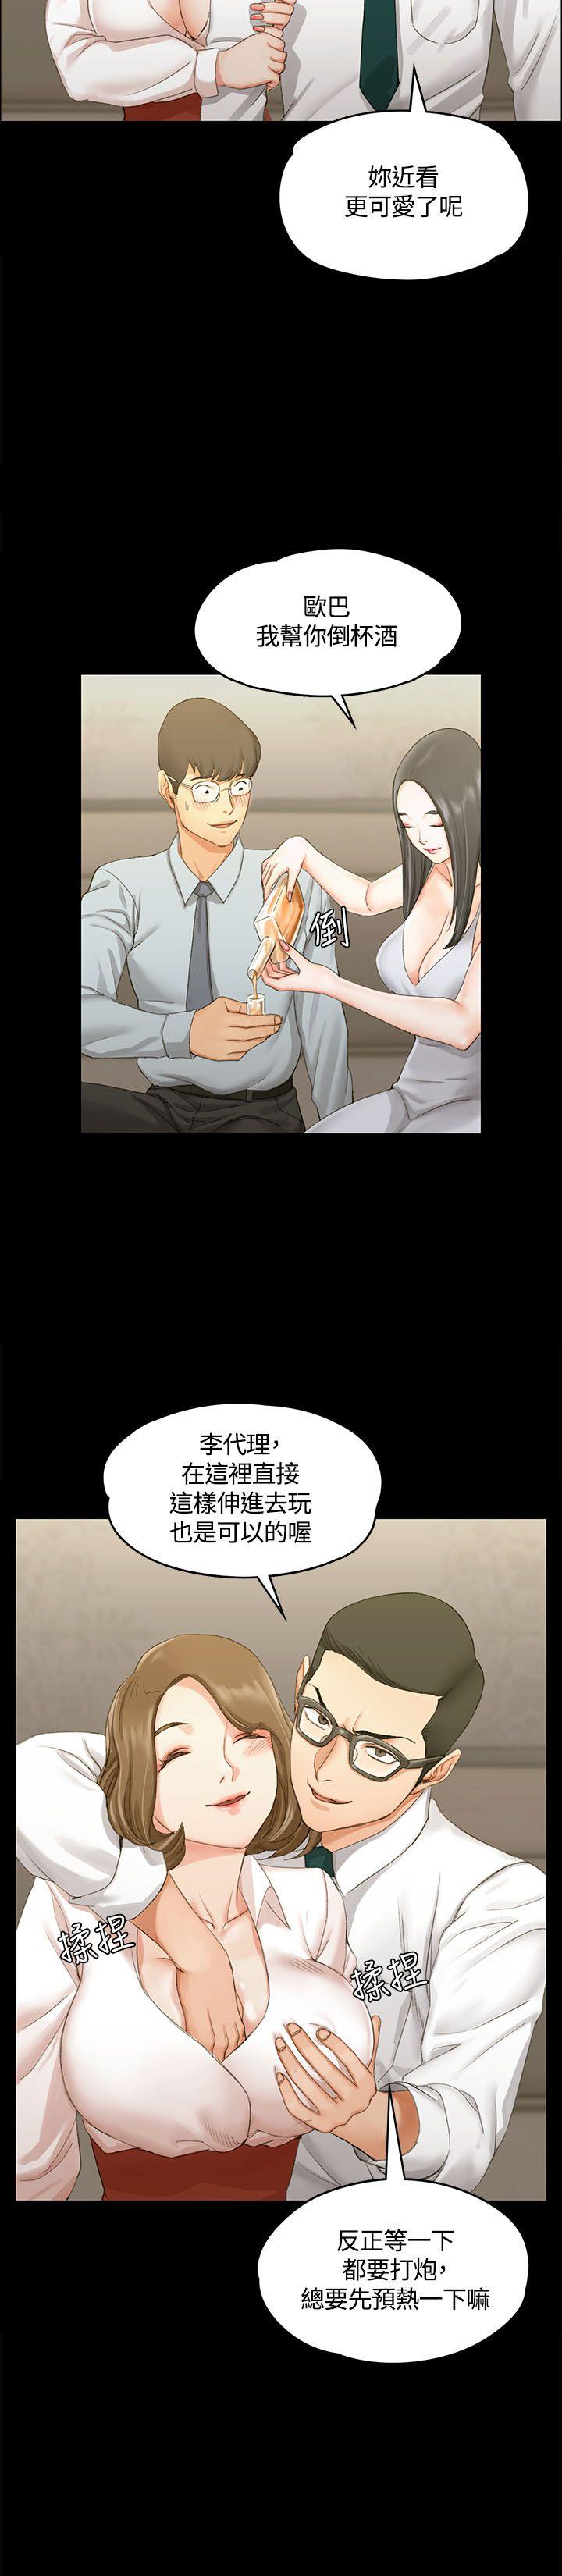 妳近看
更可愛了呢
歐巴
我幫你倒杯酒
倒
李代理，
在這裡直接
這樣伸進去玩
也是可以的喔
揉捏
揉捏
反正等一下
都要打炮，
總要先預熱一下嘛